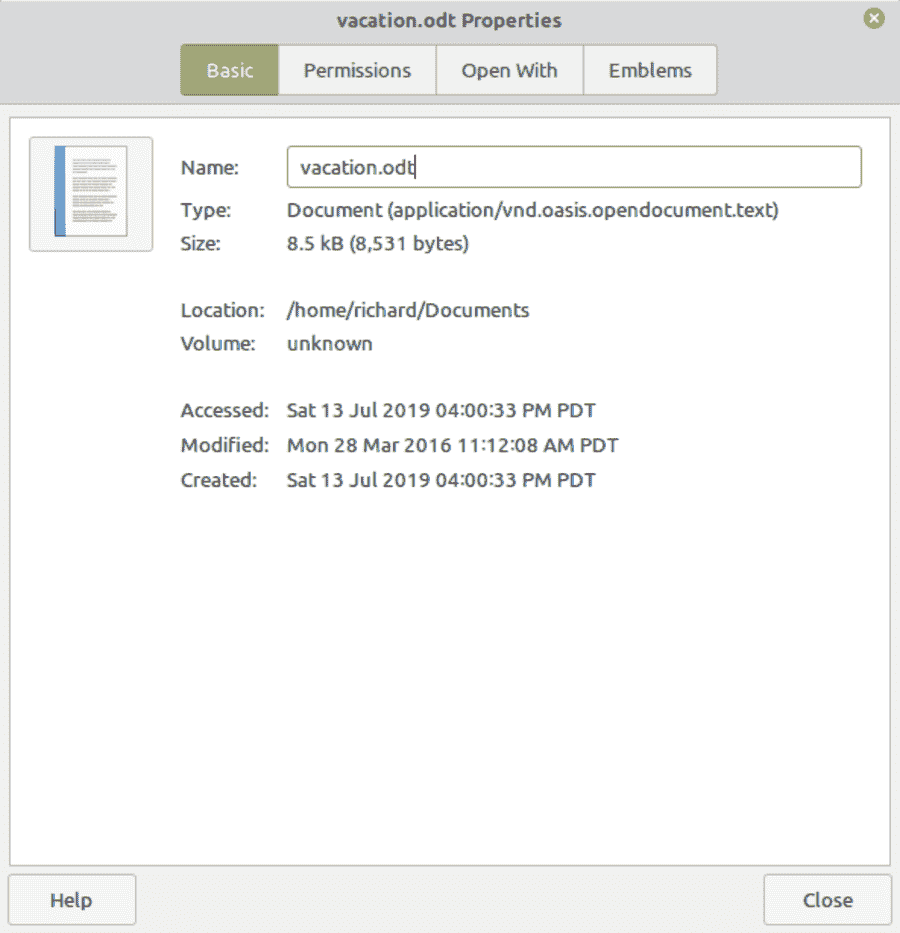 vacation.odt Properties
Basic Permissions Open With Emblems
Name: vacation.odt
Type: Document (application/vnd.oasis.opendocument.text)
Size: 8.5 kB (8,531 bytes)
Location: /home/richard/Documents
Volume: unknown
Accessed: Sat 13 Jul 2019 04:00:33 PM PDT
Modified: Mon 28 Mar 2016 11:12:08 AM PDT
Created: Sat 13 Jul 2019 04:00:33 PM PDT
Help Close